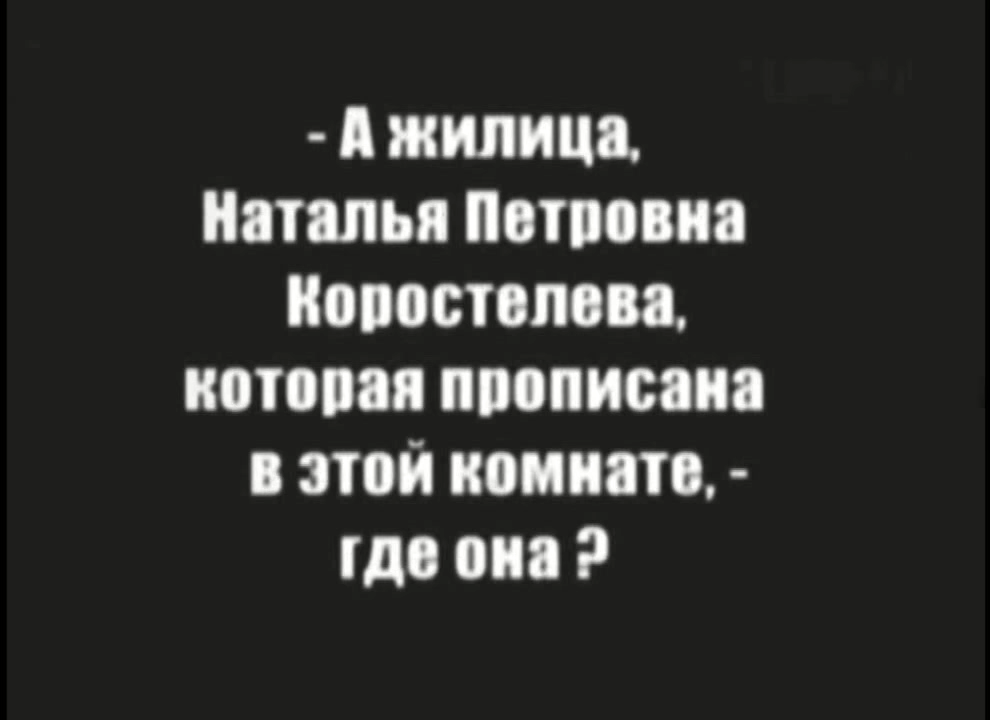 - А жилица,
Наталья Петровна
Коростелева,
которая прописана
в этой комнате, -
где она ?